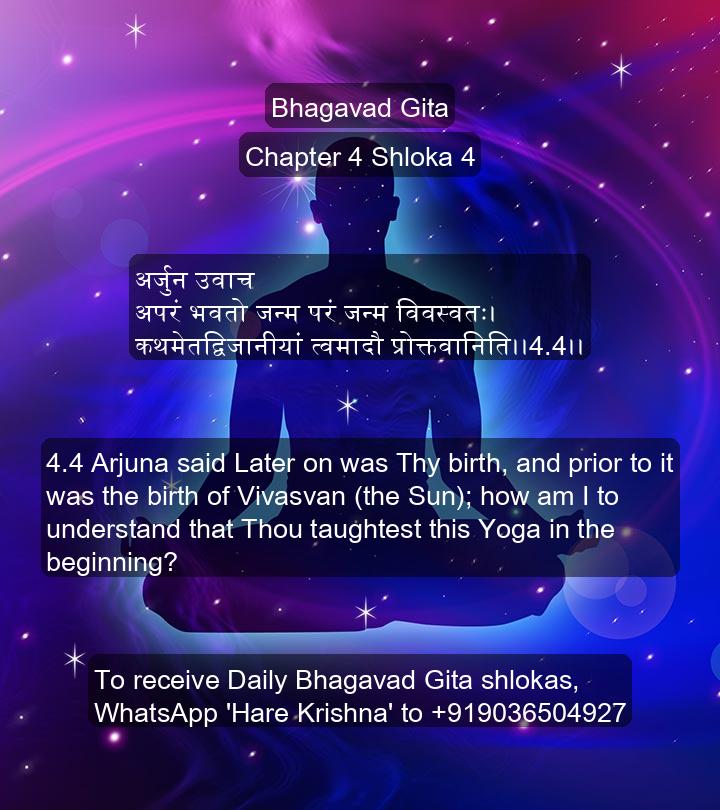 Bhagavad Gita
Chapter 4 Shloka 4
अर्जुन उवाच
अपरं भवतो जन्म परं जन्म विवस्वतः।
कथमेतद्विजानीयां त्वमादौ प्रोक्तवानिति।।4.4।।
4.4 Arjuna said Later on was Thy birth, and prior to it
was the birth of Vivasvan (the Sun); how am I to
understand that Thou taughtest this Yoga in the
beginning?
To receive Daily Bhagavad Gita shlokas,
WhatsApp 'Hare Krishna' to +919036504927